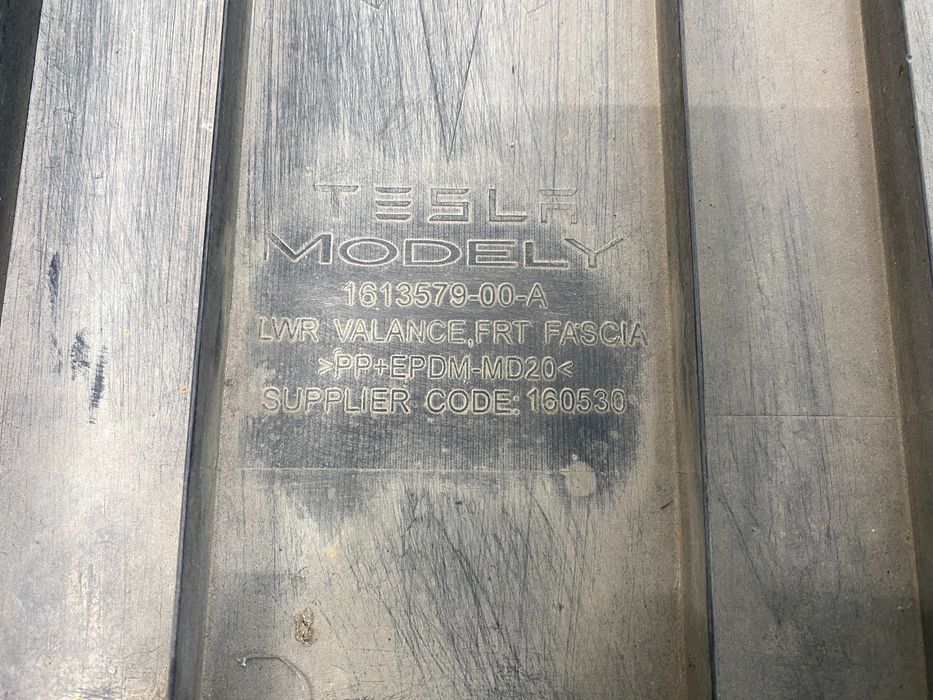 TESLA
MODEL Y
1613579-00-A
LWR VALANCE,FRT FASCIA
>PP+EPDM-MD20<
SUPPLIER CODE: 160530